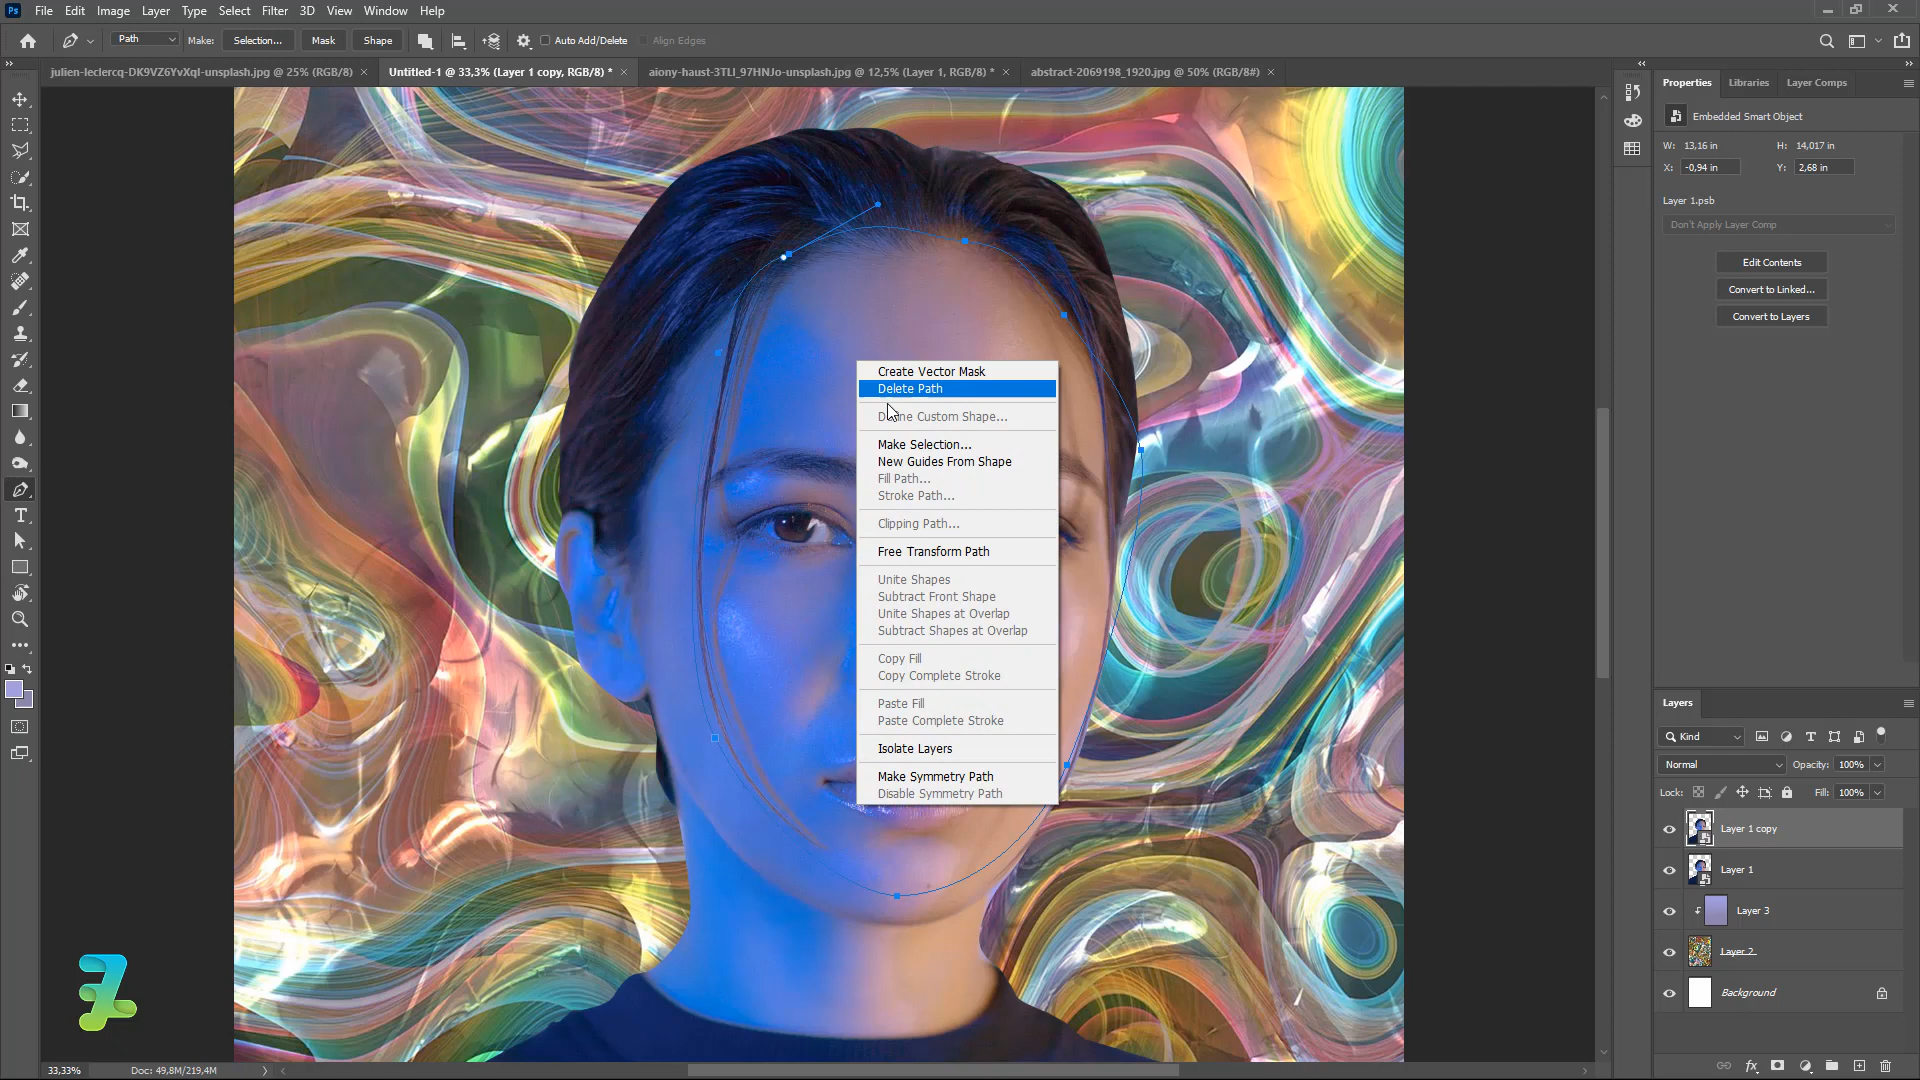 Ps File Edit Image Layer Type Select Filter 3D View Window Help
Path Make: Selection... Mask Shape Auto Add/Delete Align Edges
julien-leclercq-DK9VZ6YvXqI-unsplash.jpg @ 25% (RGB/8) × Untitled-1 @ 33,3% (Layer 1 copy, RGB/8) * × aiony-haust-3TLl_97HNJo-unsplash.jpg @ 12,5% (Layer 1, RGB/8) * × abstract-2069198_1920.jpg @ 50% (RGB/8#) ×
Properties Libraries Layer Comps
Embedded Smart Object
W: 13,16 in H: 14,017 in
X: -0,94 in Y: 2,68 in
Layer 1.psb
Don't Apply Layer Comp
Edit Contents
Convert to Linked...
Convert to Layers
Create Vector Mask
Delete Path
Define Custom Shape...
Make Selection...
New Guides From Shape
Fill Path...
Stroke Path...
Clipping Path...
Free Transform Path
Unite Shapes
Subtract Front Shape
Unite Shapes at Overlap
Subtract Shapes at Overlap
Copy Fill
Copy Complete Stroke
Paste Fill
Paste Complete Stroke
Isolate Layers
Make Symmetry Path
Disable Symmetry Path
Layers
Kind
Normal Opacity: 100%
Lock: Fill: 100%
Layer 1 copy
Layer 1
Layer 3
Layer 2
Background
33,33% Doc: 49,8M/219,4M